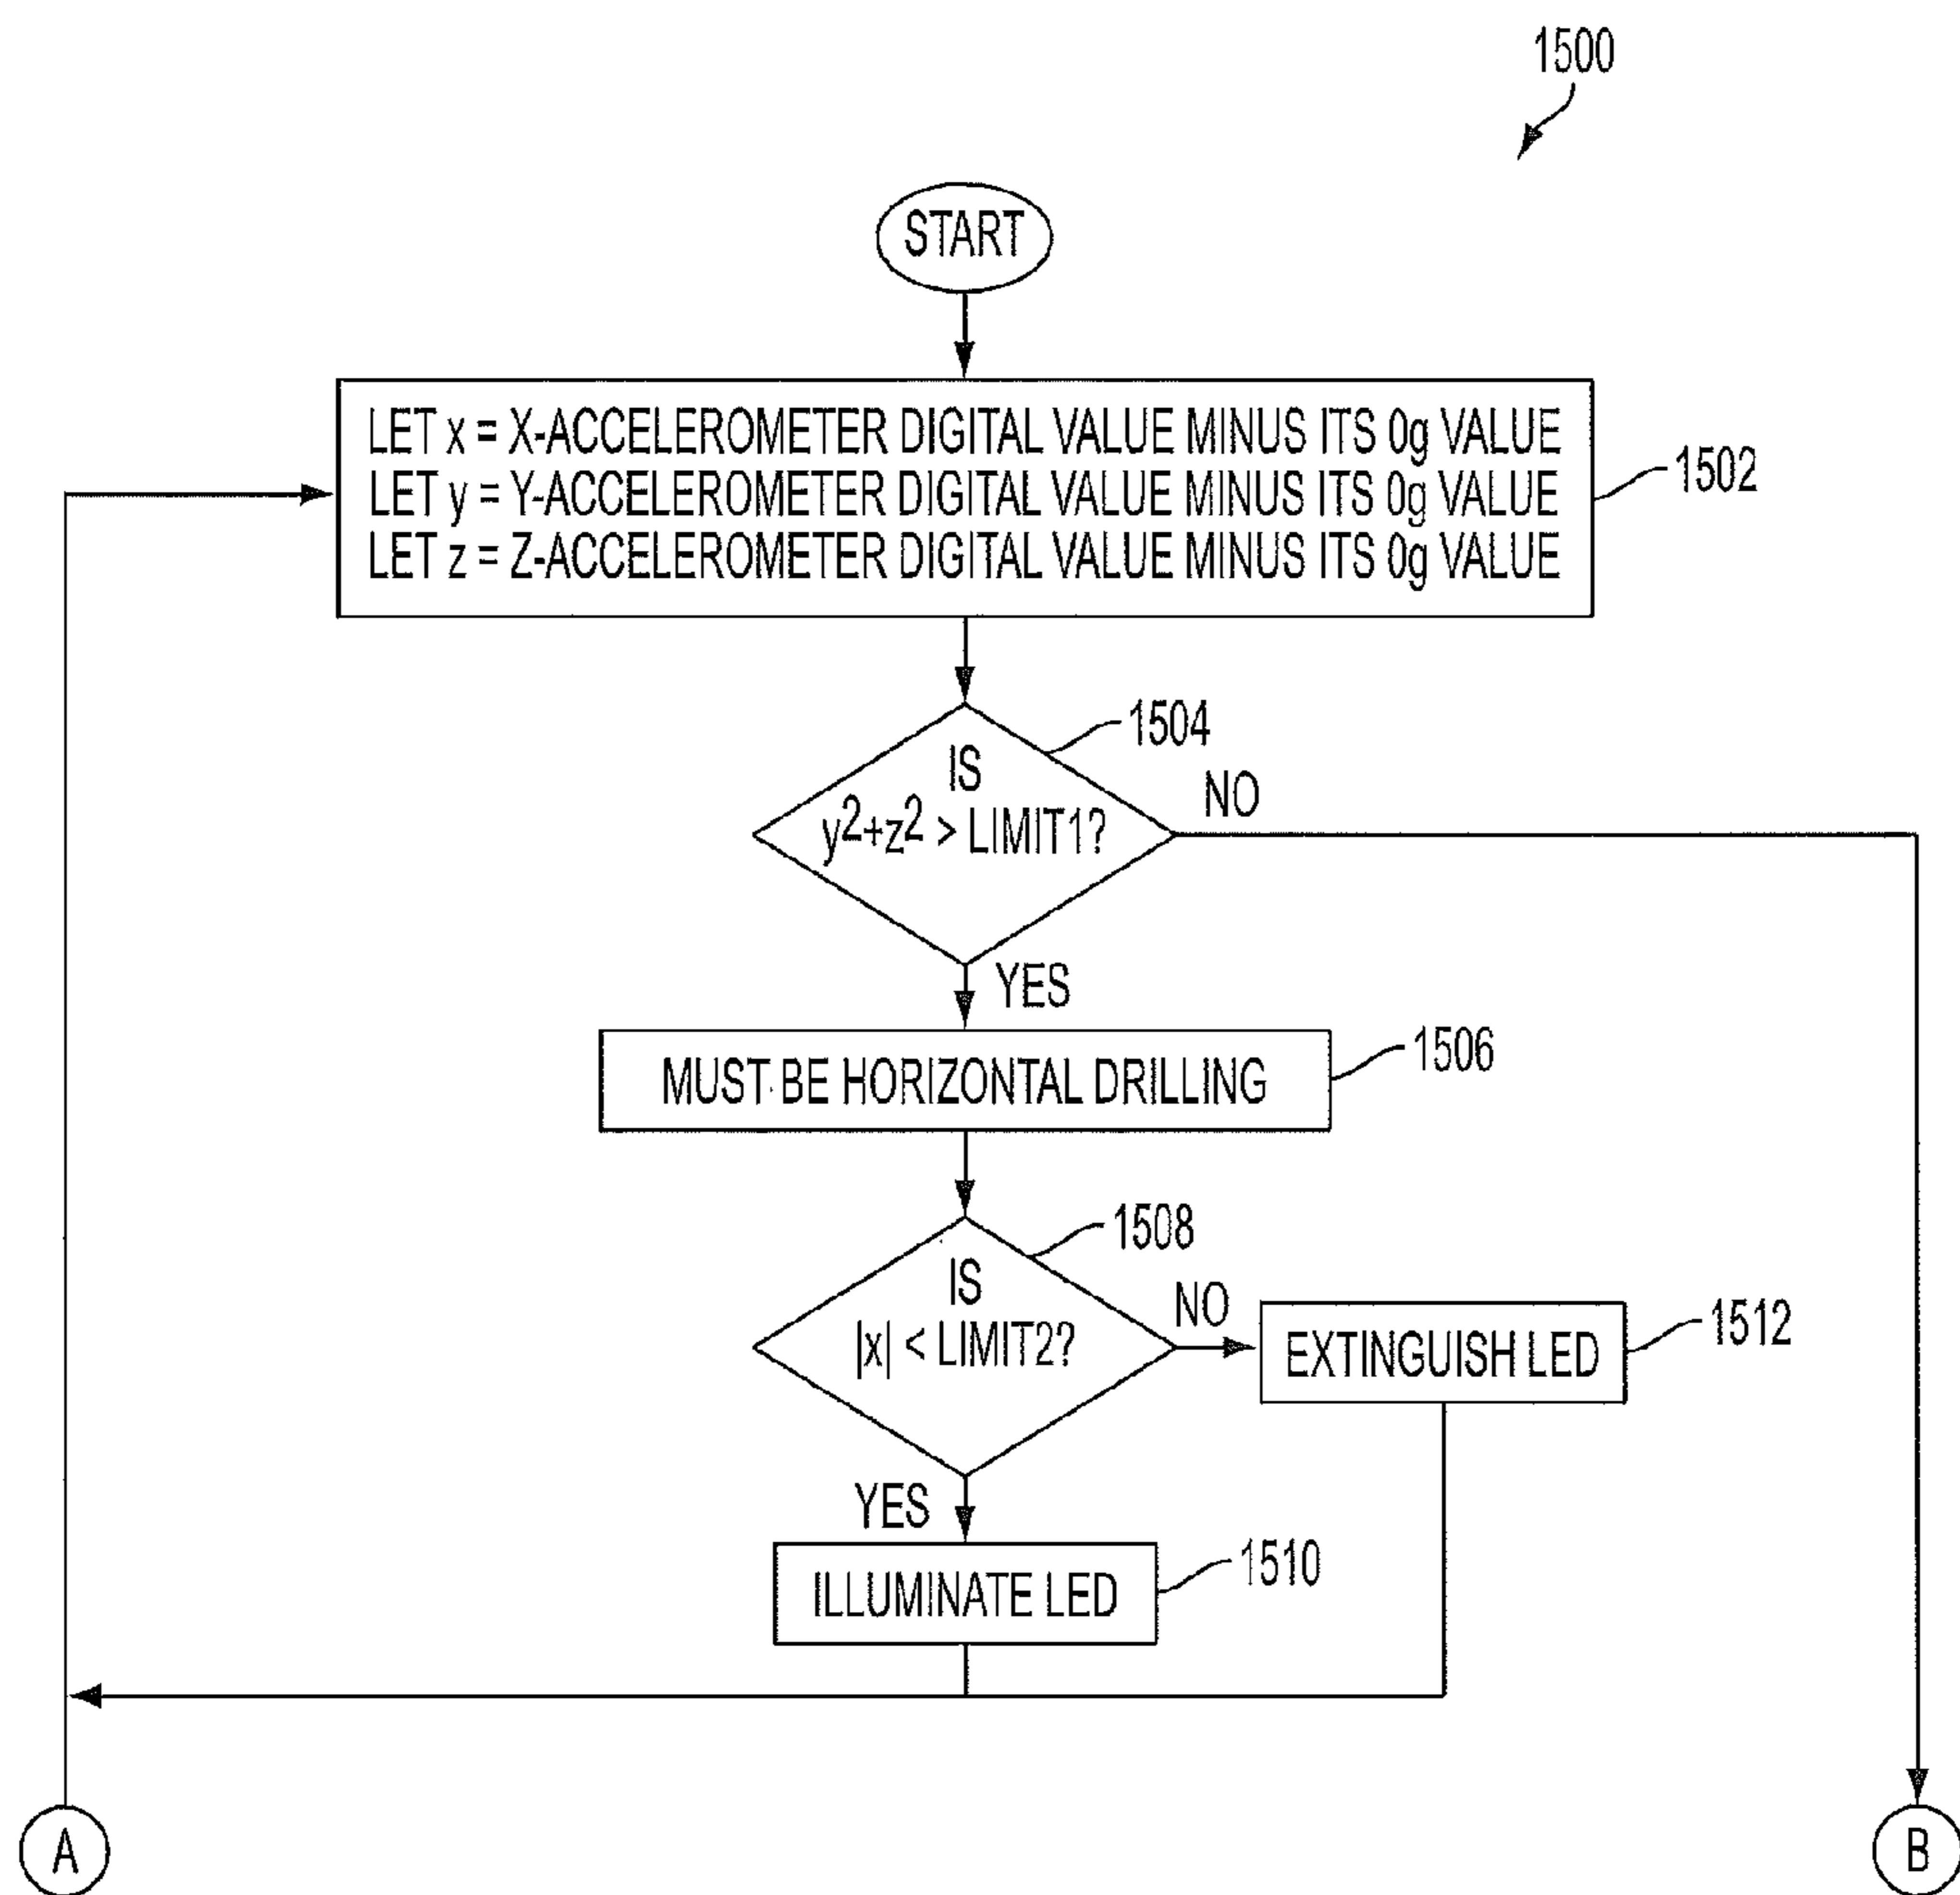 1500
START
LET x = X-ACCELEROMETER DIGITAL VALUE MINUS ITS 0g VALUE
LET y = Y-ACCELEROMETER DIGITAL VALUE MINUS ITS 0g VALUE
LET z = Z-ACCELEROMETER DIGITAL VALUE MINUS ITS 0g VALUE
1502
1504
IS
y²+z² > LIMIT1?
NO
YES
MUST BE HORIZONTAL DRILLING
1506
1508
IS
|x| < LIMIT2?
NO
EXTINGUISH LED
1512
YES
ILLUMINATE LED
1510
A
B